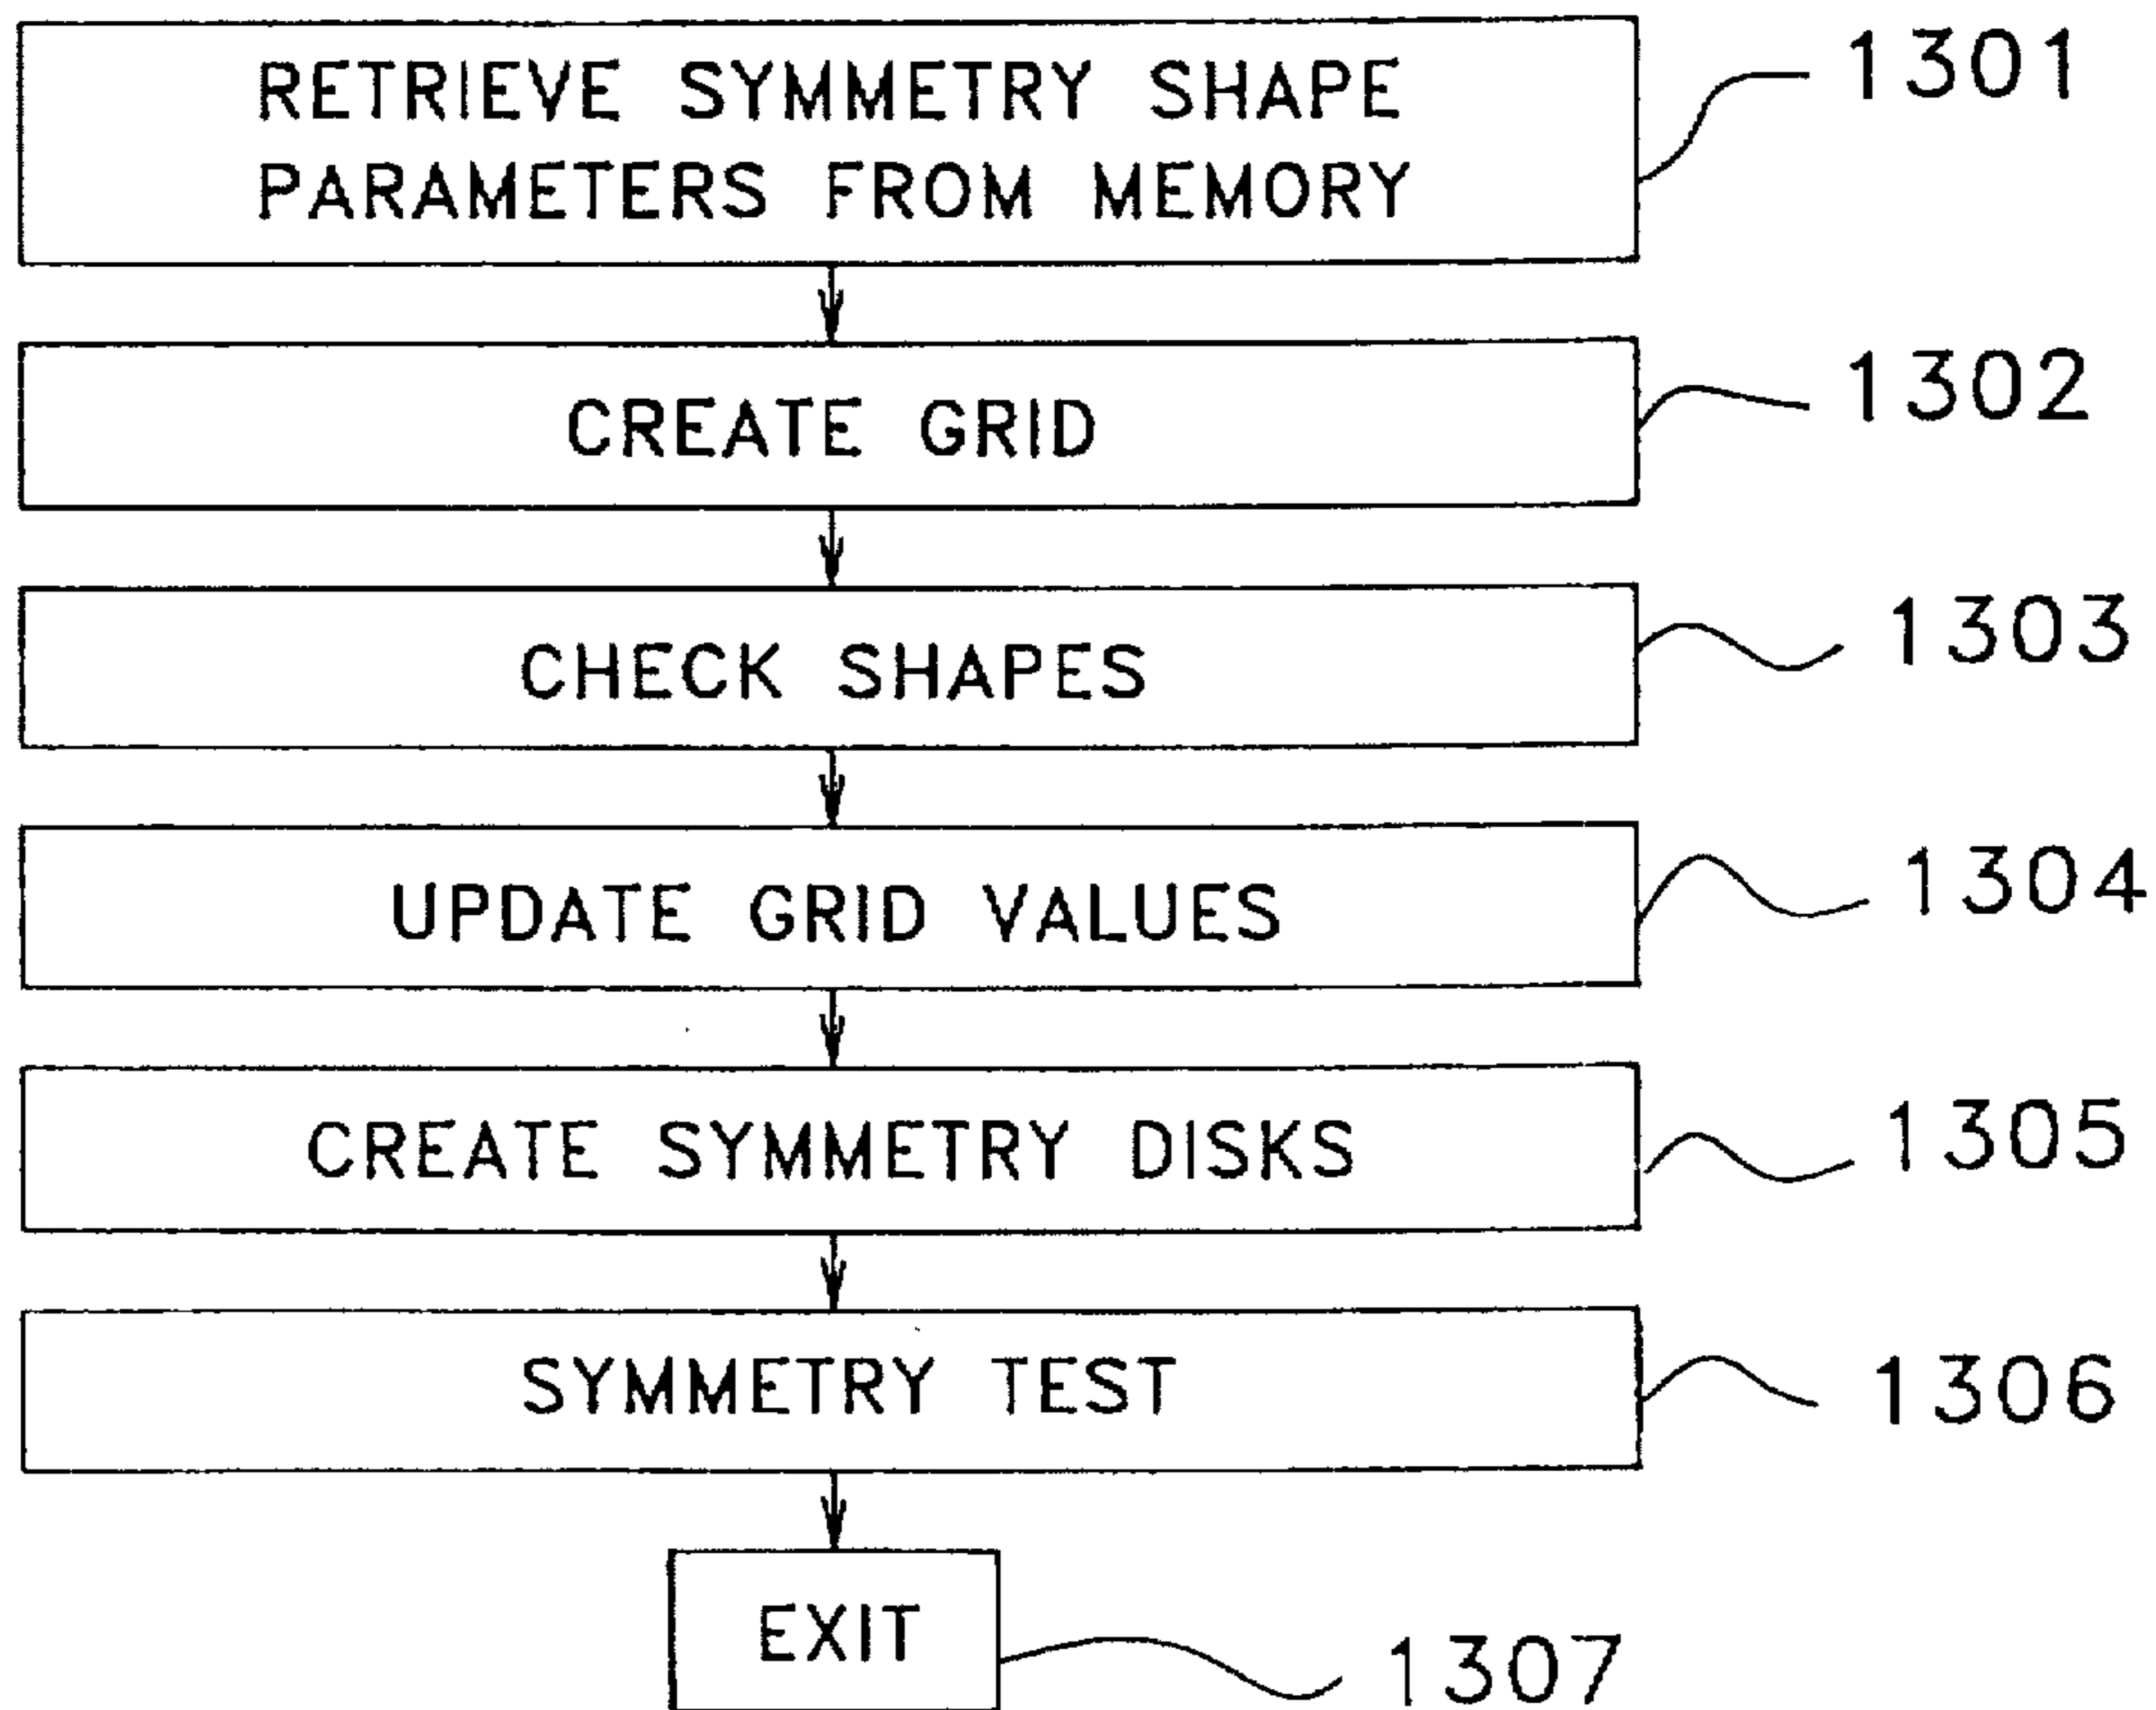 RETRIEVE SYMMETRY SHAPE
PARAMETERS FROM MEMORY
1301
CREATE GRID
1302
CHECK SHAPES
1303
UPDATE GRID VALUES
1304
CREATE SYMMETRY DISKS
1305
SYMMETRY TEST
1306
EXIT
1307